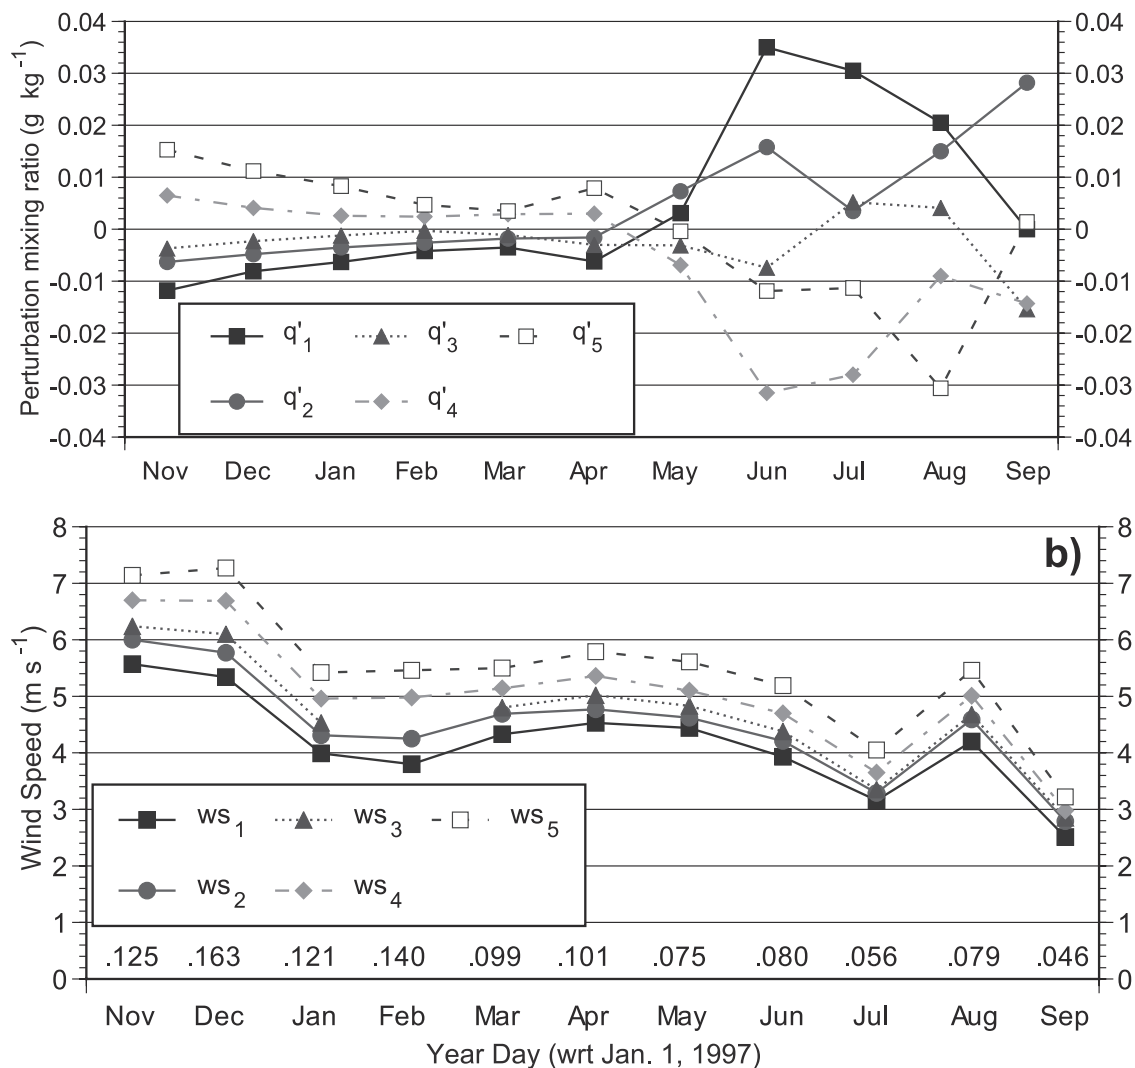 Perturbation mixing ratio (g kg-1)
0.04 0.04
0.03 0.03
0.02 0.02
0.01 0.01
0 0
-0.01 -0.01
-0.02 -0.02
-0.03 -0.03
-0.04 -0.04
q'1 q'3 q'5
q'2 q'4
Nov Dec Jan Feb Mar Apr May Jun Jul Aug Sep
b)
Wind Speed (m s-1)
8 8
7 7
6 6
5 5
4 4
3 3
2 2
1 1
0 0
ws1 ws3 ws5
ws2 ws4
.125 .163 .121 .140 .099 .101 .075 .080 .056 .079 .046
Nov Dec Jan Feb Mar Apr May Jun Jul Aug Sep
Year Day (wrt Jan. 1, 1997)